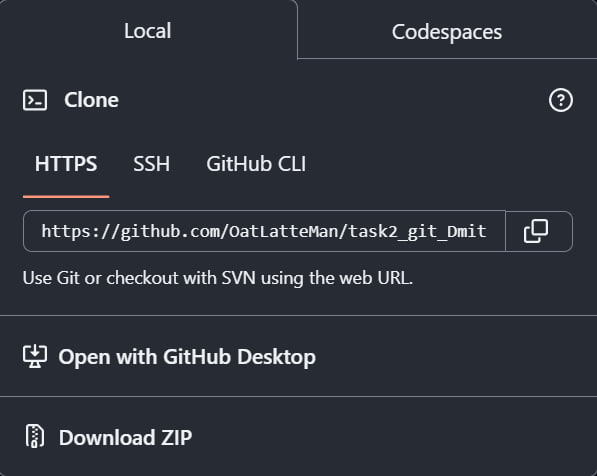 Local
Codespaces
Clone
HTTPS
SSH
GitHub CLI
https://github.com/OatLatteMan/task2_git_Dmit
Use Git or checkout with SVN using the web URL.
Open with GitHub Desktop
Download ZIP